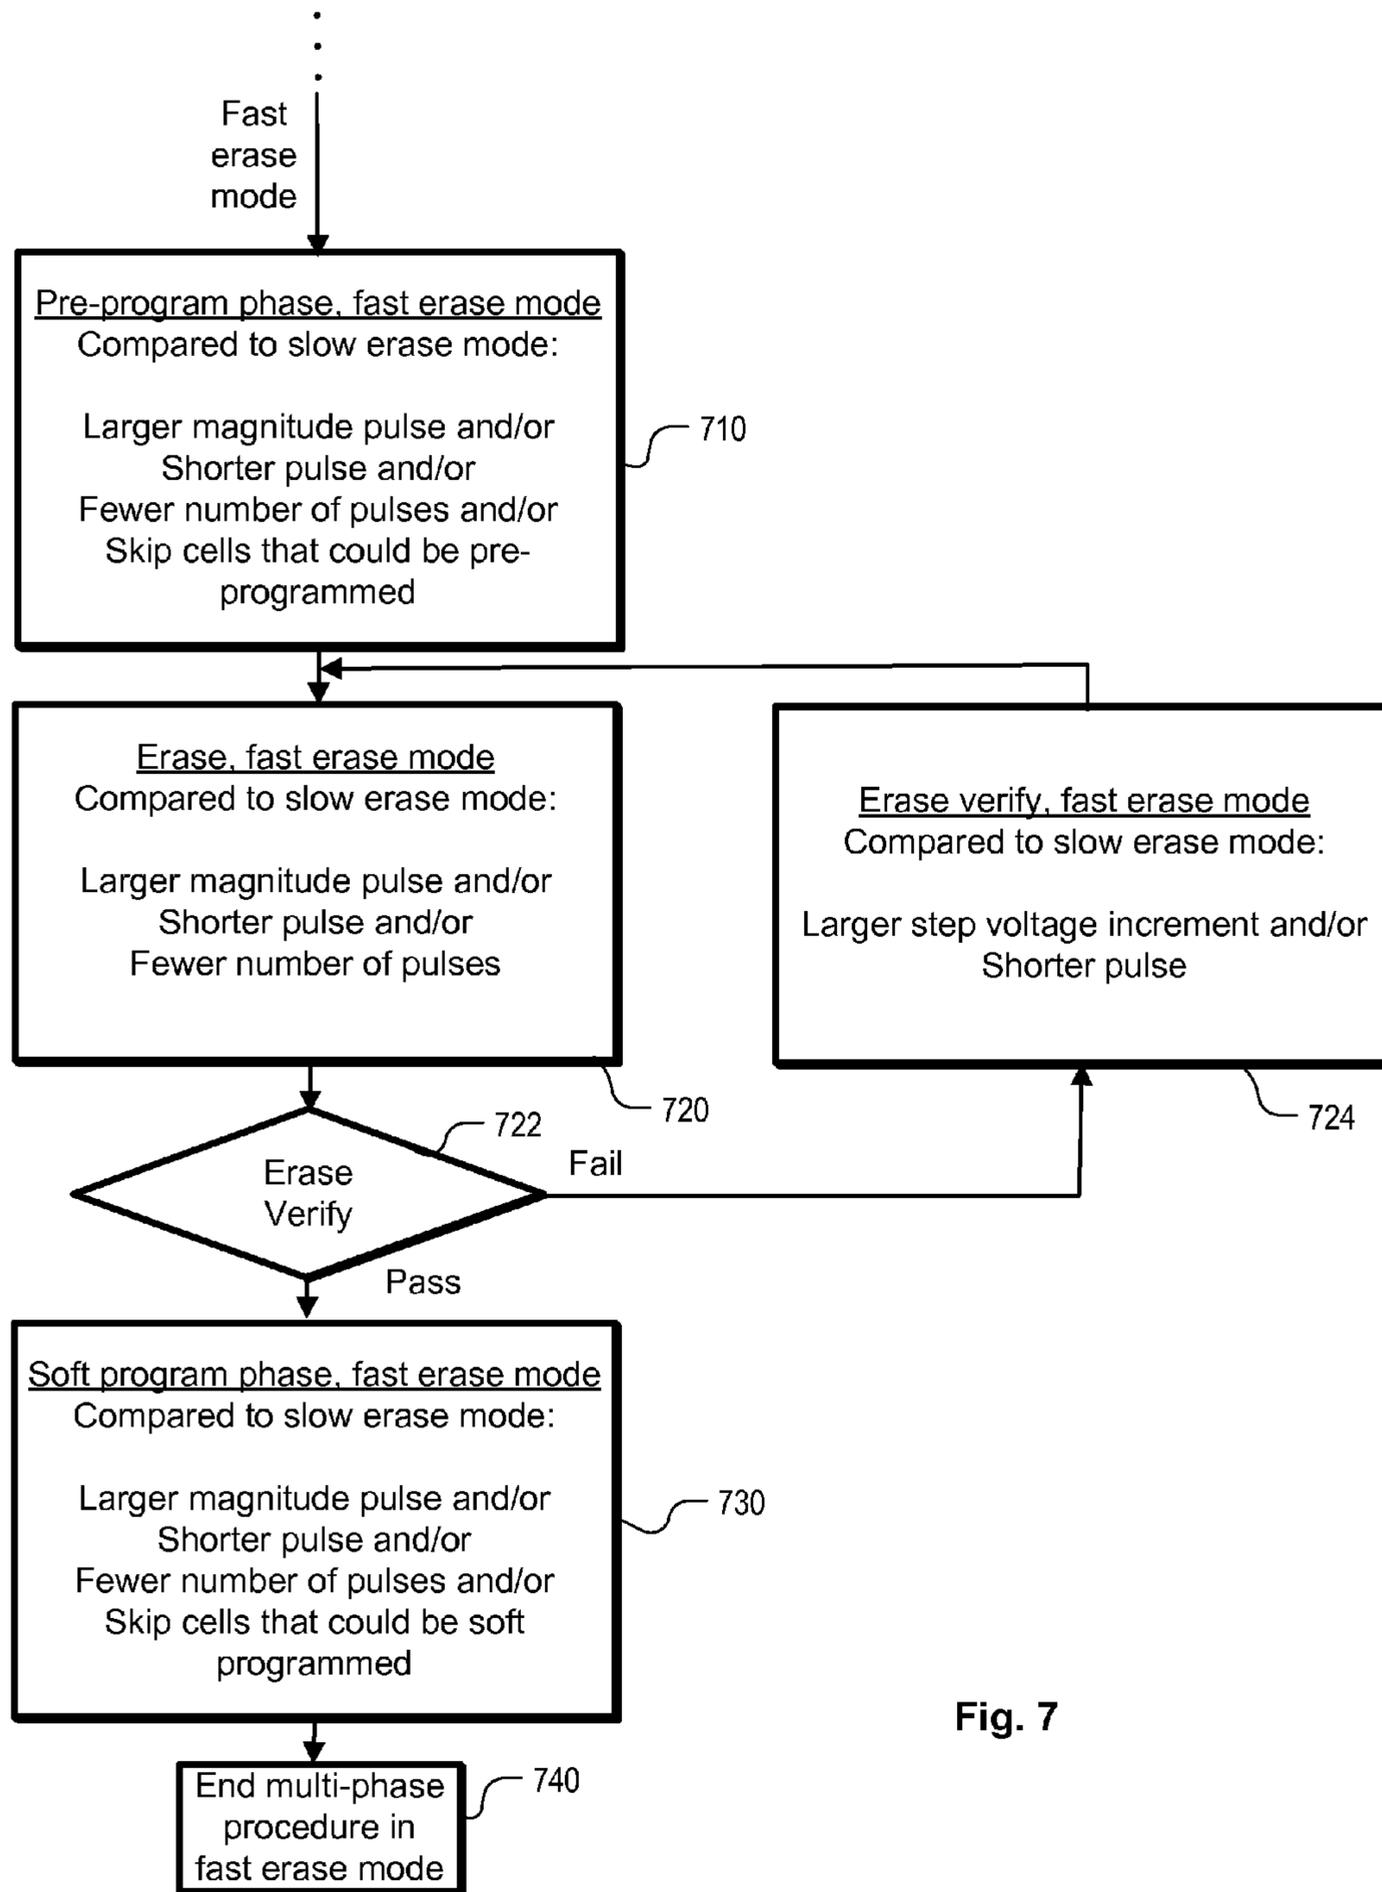 Fast
erase
mode
Pre-program phase, fast erase mode
Compared to slow erase mode:
Larger magnitude pulse and/or
Shorter pulse and/or
Fewer number of pulses and/or
Skip cells that could be pre-
programmed
710
Erase, fast erase mode
Compared to slow erase mode:
Larger magnitude pulse and/or
Shorter pulse and/or
Fewer number of pulses
720
Erase verify, fast erase mode
Compared to slow erase mode:
Larger step voltage increment and/or
Shorter pulse
724
722
Erase
Verify
Fail
Pass
Soft program phase, fast erase mode
Compared to slow erase mode:
Larger magnitude pulse and/or
Shorter pulse and/or
Fewer number of pulses and/or
Skip cells that could be soft
programmed
730
End multi-phase
procedure in
fast erase mode
740
Fig. 7